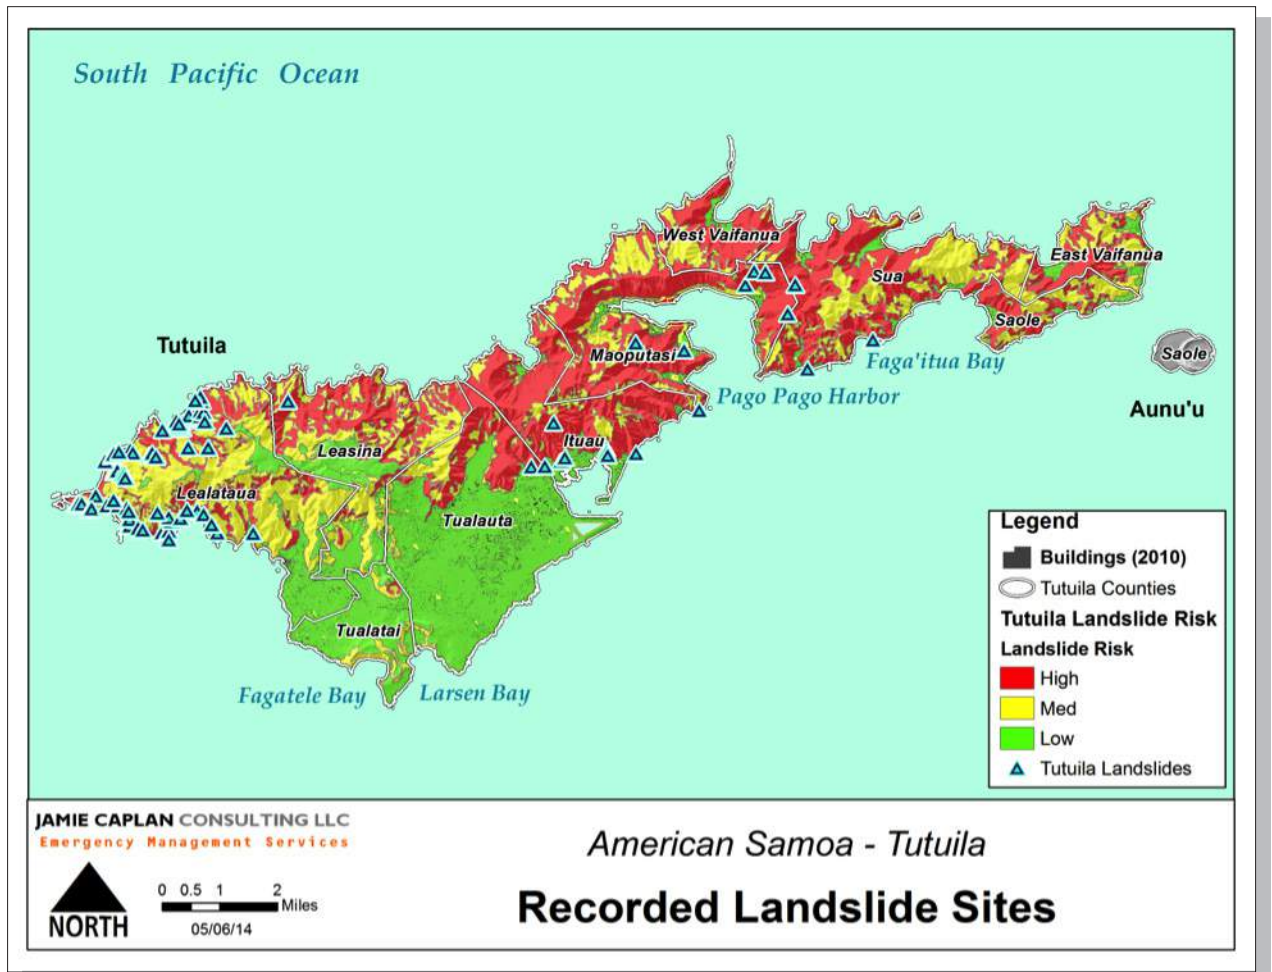 South Pacific Ocean
West Vaifanua
East Vaifanua
Sua
Saole
Tutuila
Maoputasi
Faga'itua Bay
Saole
Pago Pago Harbor
Aunu'u
Ituau
Leasina
Lealataua
Tualauta
Tualatai
Fagatele Bay
Larsen Bay
Legend
Buildings (2010)
Tutuila Counties
Tutuila Landslide Risk
Landslide Risk
High
Med
Low
Tutuila Landslides
JAMIE CAPLAN CONSULTING LLC
Emergency Management Services
NORTH
0 0.5 1 2
Miles
05/06/14
American Samoa - Tutuila
Recorded Landslide Sites